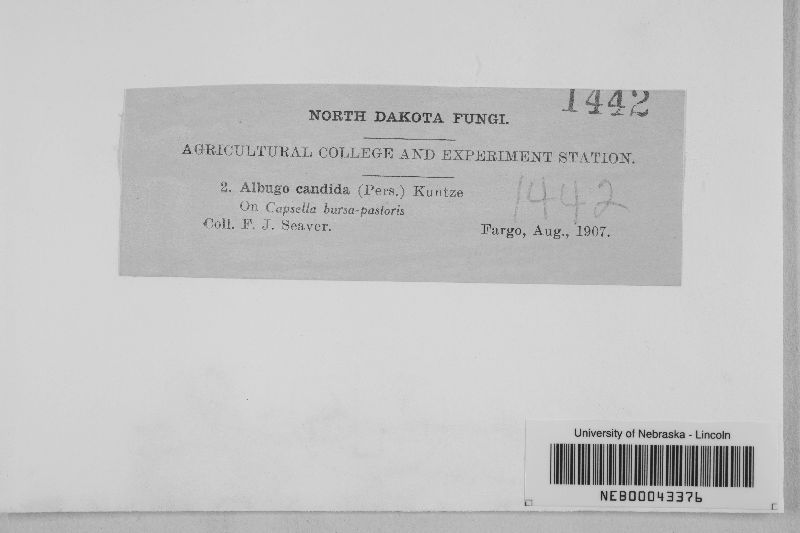 1442
NORTH DAKOTA FUNGI.
AGRICULTURAL COLLEGE AND EXPERIMENT STATION.
2. Albugo candida (Pers.) Kuntze
On Capsella bursa-pastoris
1442
Coll. F. J. Seaver. Fargo, Aug., 1907.
University of Nebraska - Lincoln
NEB00043376